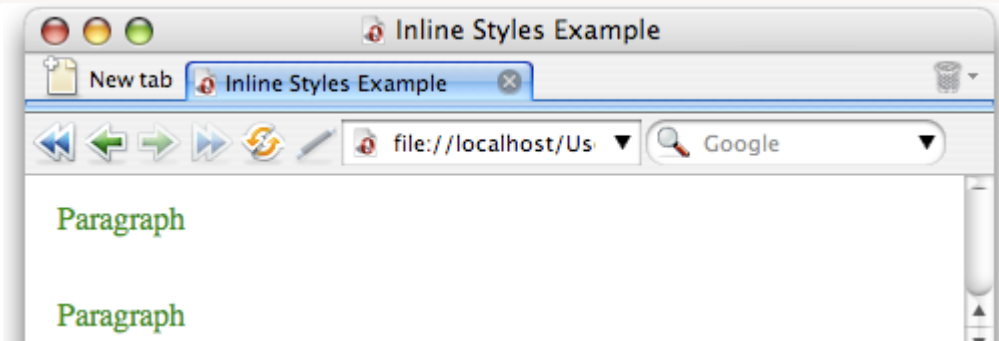 Inline Styles Example
New tab Inline Styles Example
file://localhost/Us Google
Paragraph
Paragraph